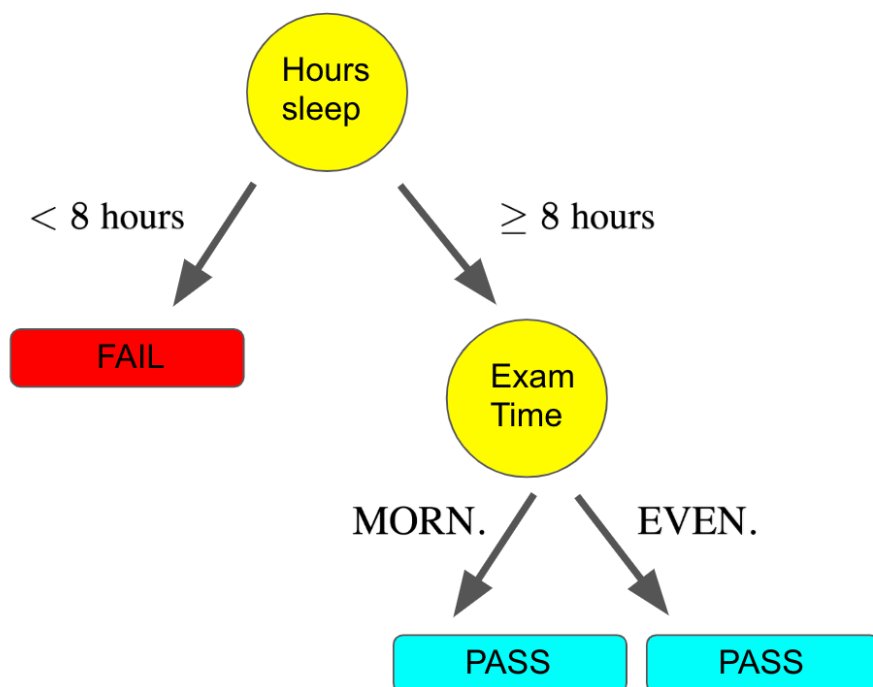 Hours
sleep
< 8 hours
≥ 8 hours
FAIL
Exam
Time
MORN.
EVEN.
PASS
PASS